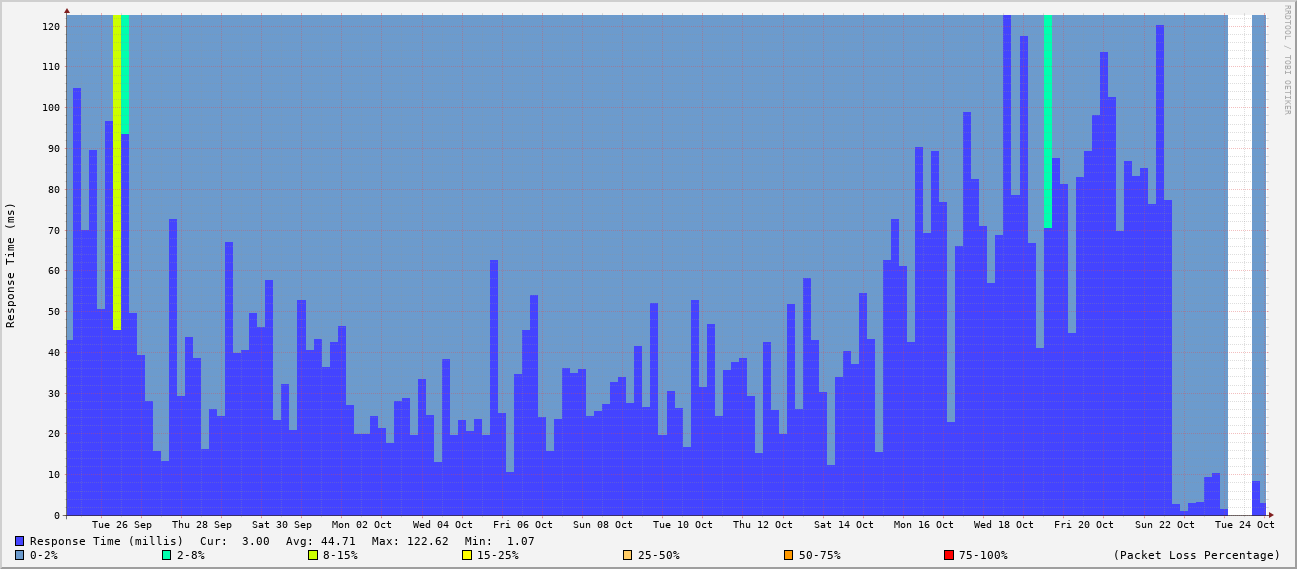 RRDTOOL / TOBI OETIKER
Response Time (ms)
120
110
100
90
80
70
60
50
40
30
20
10
0
Tue 26 Sep Thu 28 Sep Sat 30 Sep Mon 02 Oct Wed 04 Oct Fri 06 Oct Sun 08 Oct Tue 10 Oct Thu 12 Oct Sat 14 Oct Mon 16 Oct Wed 18 Oct Fri 20 Oct Sun 22 Oct Tue 24 Oct
Response Time (millis) Cur: 3.00 Avg: 44.71 Max: 122.62 Min: 1.07
0-2% 2-8% 8-15% 15-25% 25-50% 50-75% 75-100% (Packet Loss Percentage)